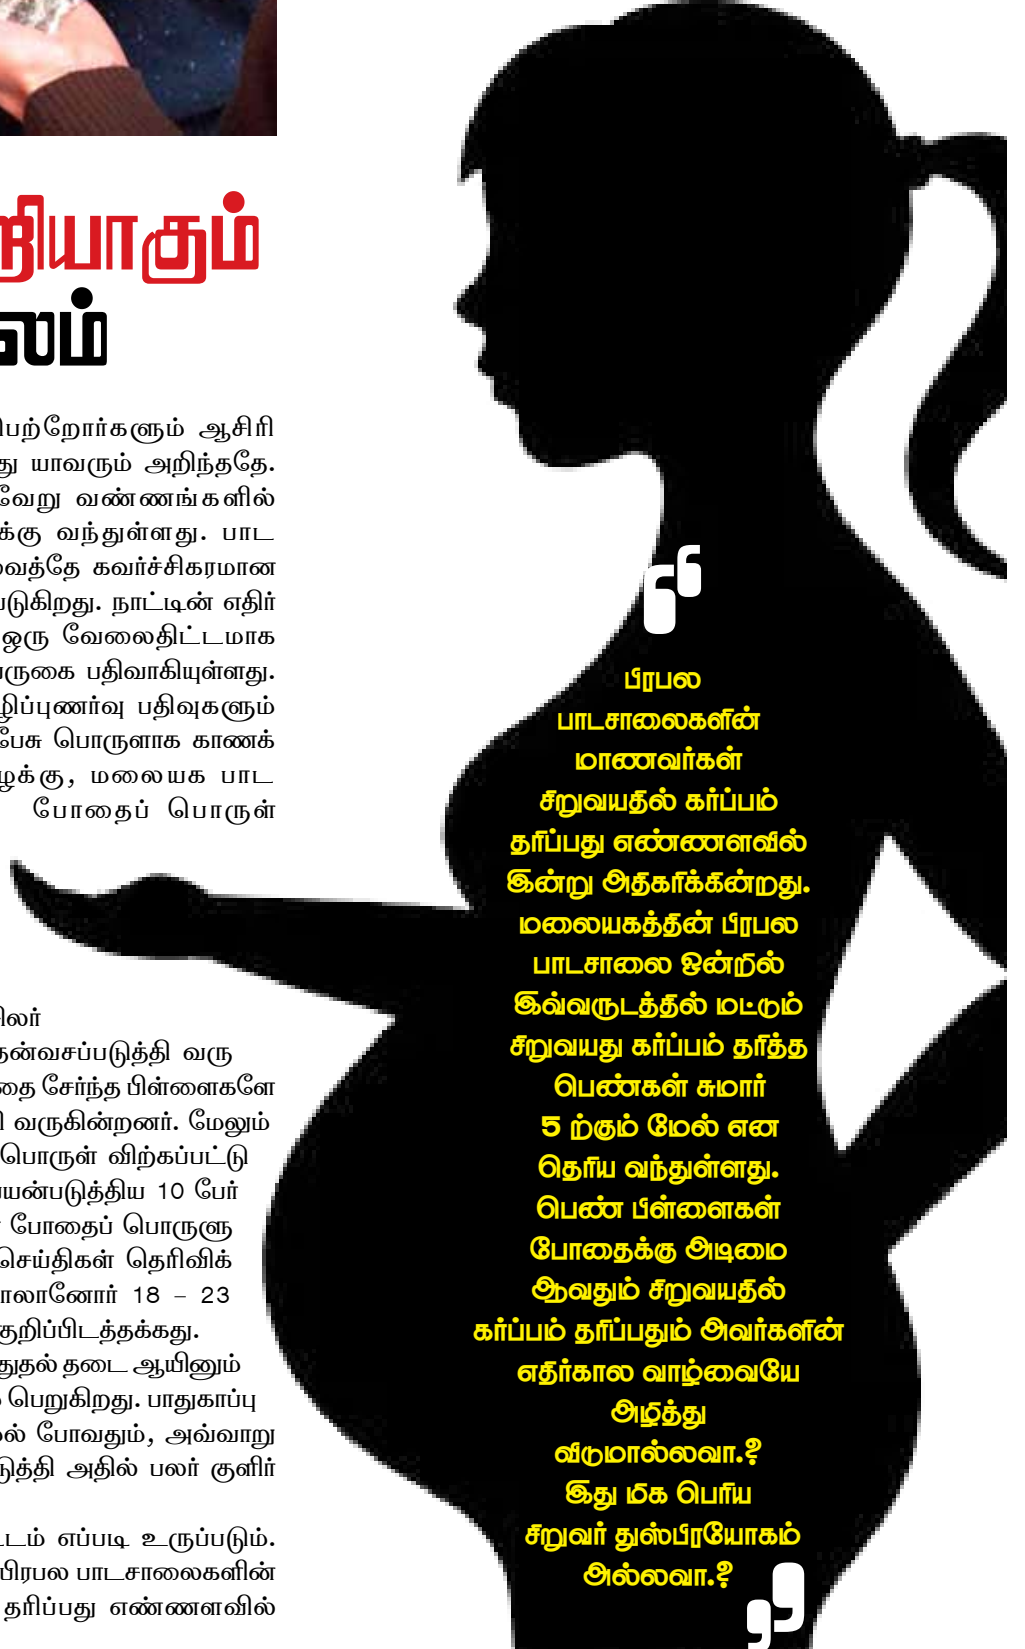 றியாகும்
லம்
பெற்றோர்களும் ஆசிரி
து யாவரும் அறிந்ததே.
வேறு வண்ணங்களில்
க்கு வந்துள்ளது. பாட
வைத்தே கவர்ச்சிகரமான
படுகிறது. நாட்டின் எதிர்
ஒரு வேலைதிட்டமாக
வருகை பதிவாகியுள்ளது.
ழிப்புணர்வு பதிவுகளும்
பேசு பொருளாக காணக்
ழக்கு, மலையக பாட
போதைப் பொருள்
சிலர்
தன்வசப்படுத்தி வரு
தை சேர்ந்த பிள்ளைகளே
ி வருகின்றனர். மேலும்
பொருள் விற்கப்பட்டு
பயன்படுத்திய 10 பேர்
போதைப் பொருளு
செய்திகள் தெரிவிக்
பாலானோர் 18 – 23
குறிப்பிடத்தக்கது.
துதல் தடை ஆயினும்
பெறுகிறது. பாதுகாப்பு
ல் போவதும், அவ்வாறு
டுத்தி அதில் பலர் குளிர்
ட்டம் எப்படி உருப்படும்.
பிரபல பாடசாலைகளின்
தரிப்பது எண்ணளவில்
“
பிரபல
பாடசாலைகளின்
மாணவர்கள்
சிறுவயதில் கர்ப்பம்
தரிப்பது எண்ணளவில்
இன்று அதிகரிக்கின்றது.
மலையகத்தின் பிரபல
பாடசாலை ஒன்றில்
இவ்வருடத்தில் மட்டும்
சிறுவயது கர்ப்பம் தரித்த
பெண்கள் சுமார்
5 ற்கும் மேல் என
தெரிய வந்துள்ளது.
பெண் பிள்ளைகள்
போதைக்கு அடிமை
ஆவதும் சிறுவயதில்
கர்ப்பம் தரிப்பதும் அவர்களின்
எதிர்கால வாழ்வையே
அழித்து
விடுமால்லவா.?
இது மிக பெரிய
சிறுவர் துஸ்பிரயோகம்
அல்லவா.?
”